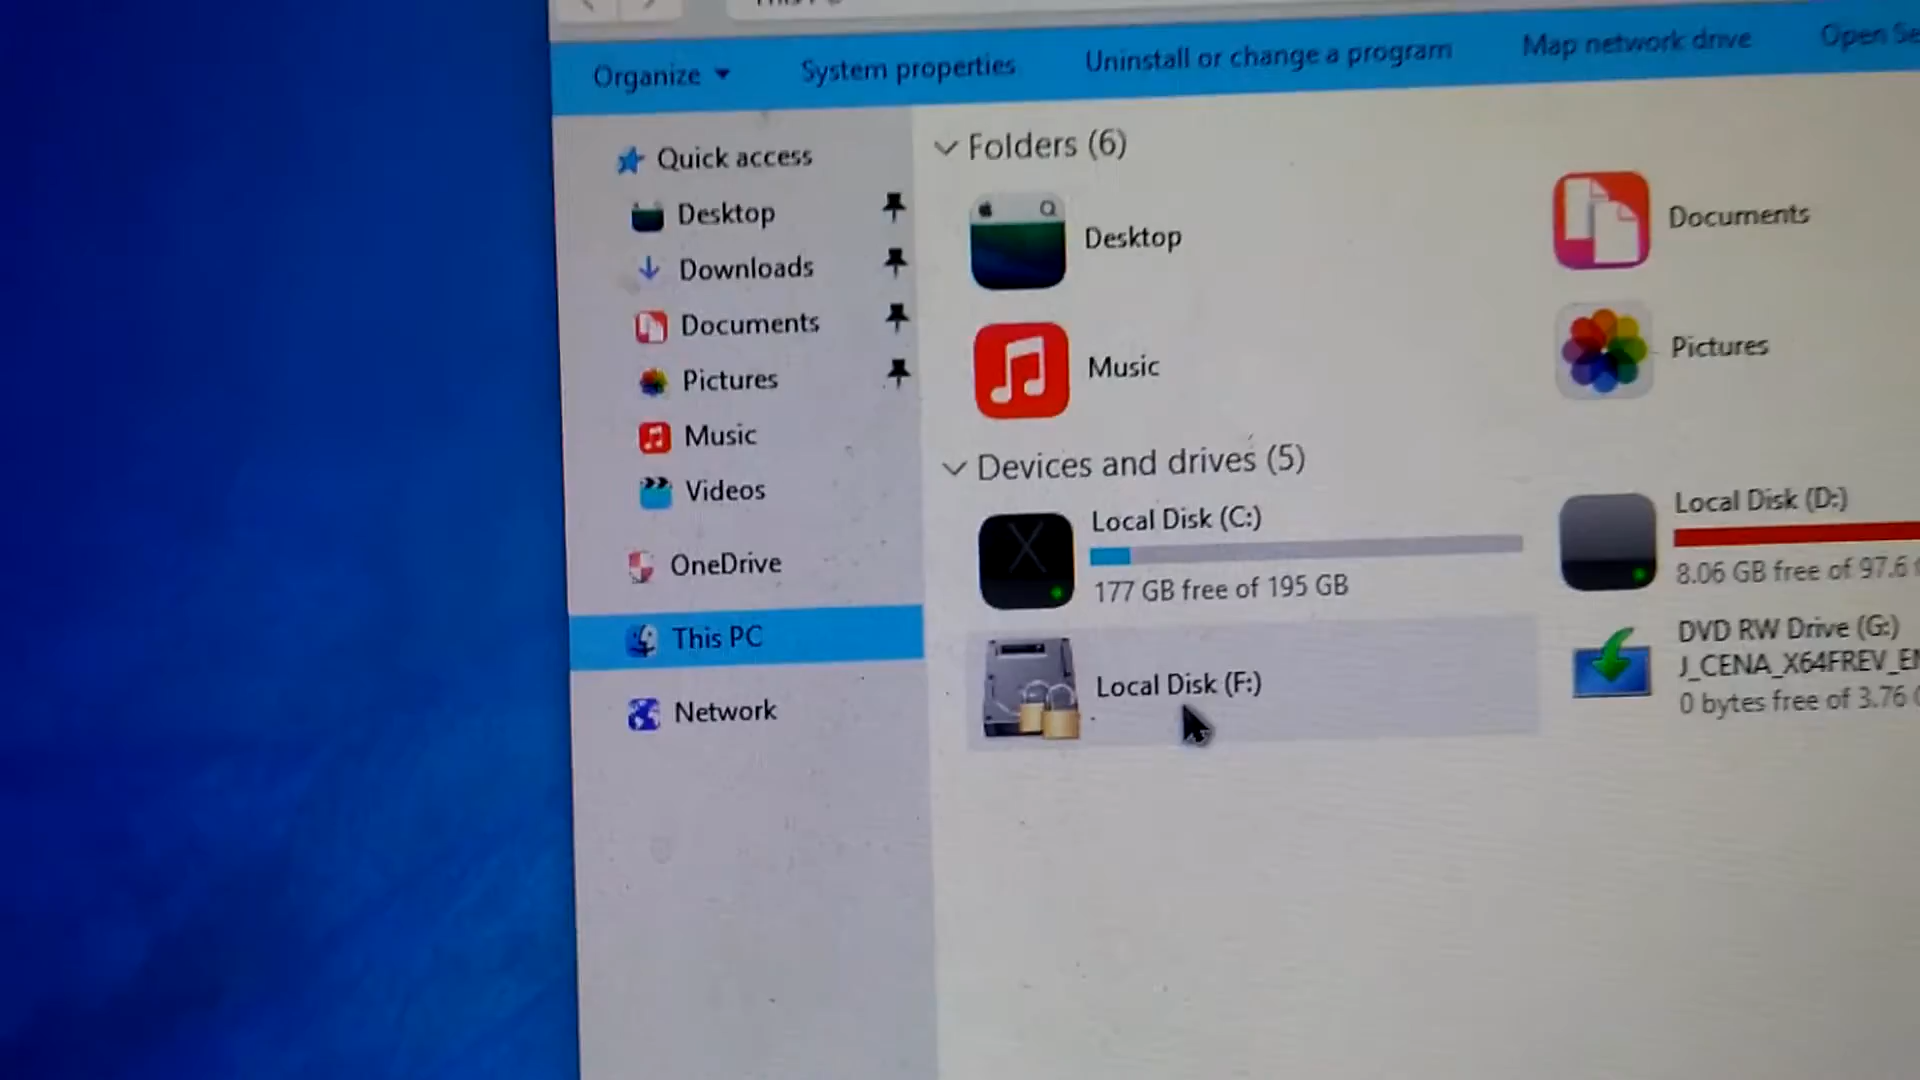 Organize
System properties
Uninstall or change a program
Map network drive
Open
Quick access
Desktop
Downloads
Documents
Pictures
Music
Videos
OneDrive
This PC
Network
Folders (6)
Desktop
Documents
Music
Pictures
Devices and drives (5)
Local Disk (C:)
177 GB free of 195 GB
Local Disk (D:)
8.06 GB free of 97.6
Local Disk (F:)
DVD RW Drive (G:)
J_CENA_X64FREV_EN
0 bytes free of 3.76